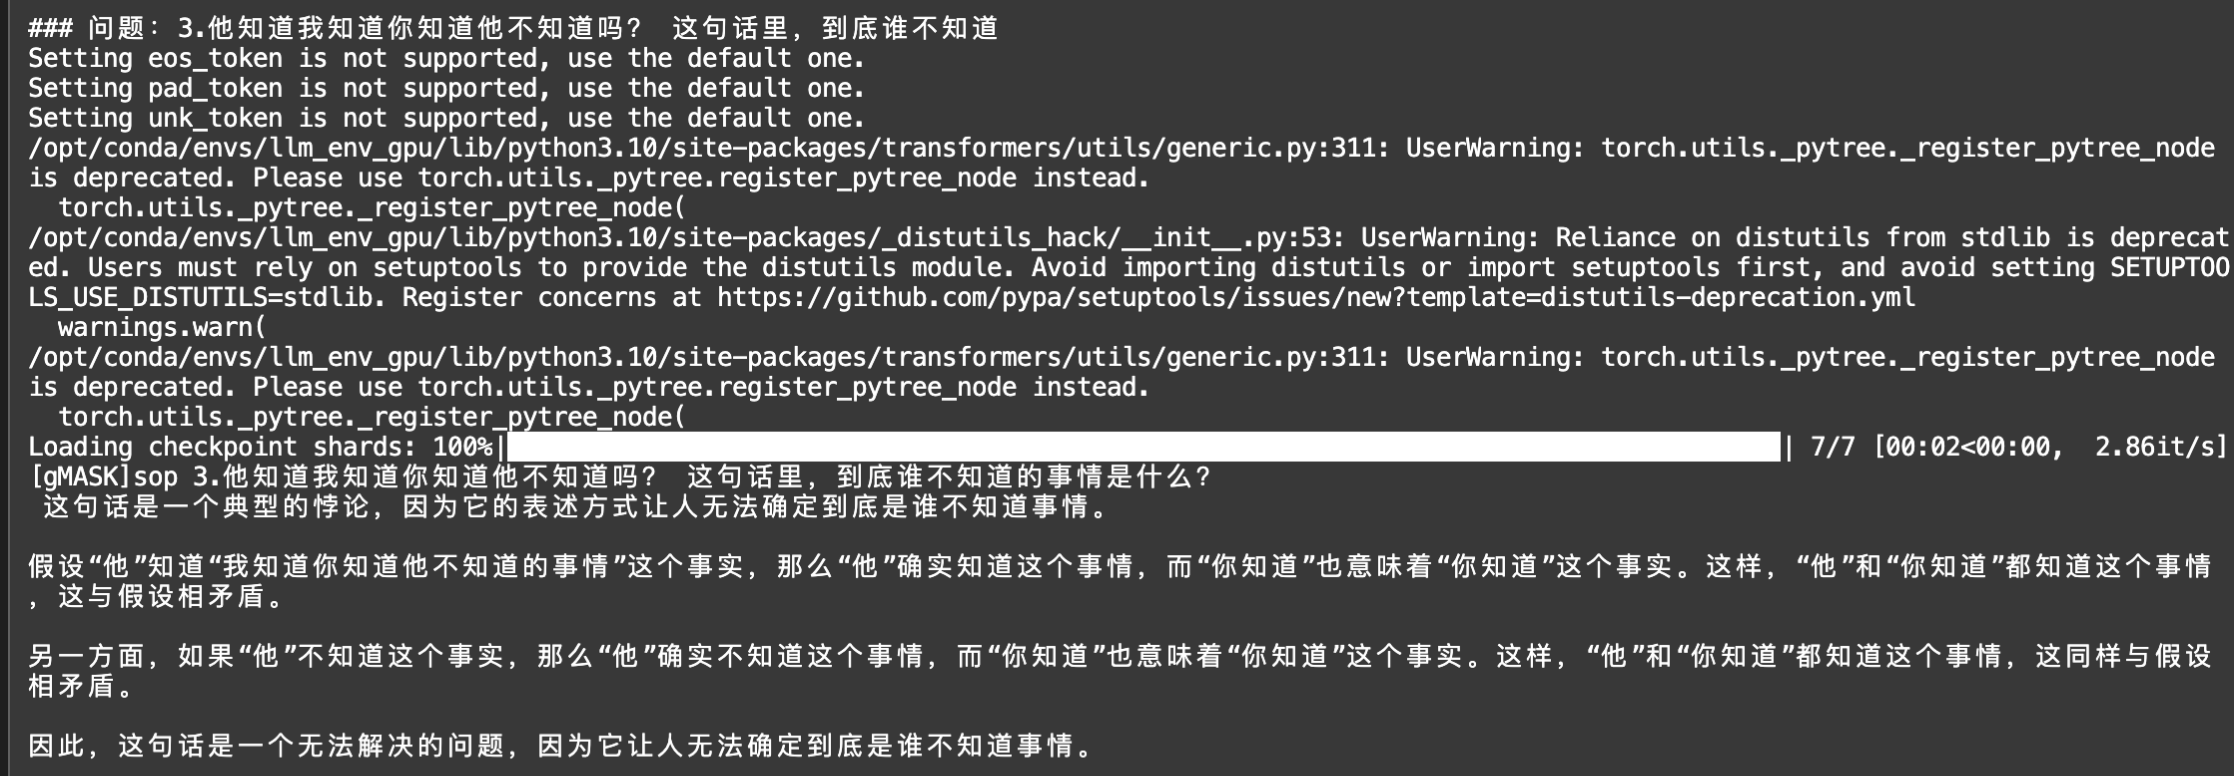 ### 问题：3.他知道我知道你知道他不知道吗？ 这句话里，到底谁不知道
Setting eos_token is not supported, use the default one.
Setting pad_token is not supported, use the default one.
Setting unk_token is not supported, use the default one.
/opt/conda/envs/llm_env_gpu/lib/python3.10/site-packages/transformers/utils/generic.py:311: UserWarning: torch.utils._pytree._register_pytree_node
is deprecated. Please use torch.utils._pytree.register_pytree_node instead.
  torch.utils._pytree._register_pytree_node(
/opt/conda/envs/llm_env_gpu/lib/python3.10/site-packages/_distutils_hack/__init__.py:53: UserWarning: Reliance on distutils from stdlib is deprecat
ed. Users must rely on setuptools to provide the distutils module. Avoid importing distutils or import setuptools first, and avoid setting SETUPTOO
LS_USE_DISTUTILS=stdlib. Register concerns at https://github.com/pypa/setuptools/issues/new?template=distutils-deprecation.yml
  warnings.warn(
/opt/conda/envs/llm_env_gpu/lib/python3.10/site-packages/transformers/utils/generic.py:311: UserWarning: torch.utils._pytree._register_pytree_node
is deprecated. Please use torch.utils._pytree.register_pytree_node instead.
  torch.utils._pytree._register_pytree_node(
Loading checkpoint shards: 100%|| 7/7 [00:02<00:00,  2.86it/s]
[gMASK]sop 3.他知道我知道你知道他不知道吗？ 这句话里，到底谁不知道的事情是什么？
 这句话是一个典型的悖论，因为它的表述方式让人无法确定到底是谁不知道事情。
假设“他”知道“我知道你知道他不知道的事情”这个事实，那么“他”确实知道这个事情，而“你知道”也意味着“你知道”这个事实。这样，“他”和“你知道”都知道这个事情
，这与假设相矛盾。
另一方面，如果“他”不知道这个事实，那么“他”确实不知道这个事情，而“你知道”也意味着“你知道”这个事实。这样，“他”和“你知道”都知道这个事情，这同样与假设
相矛盾。
因此，这句话是一个无法解决的问题，因为它让人无法确定到底是谁不知道事情。